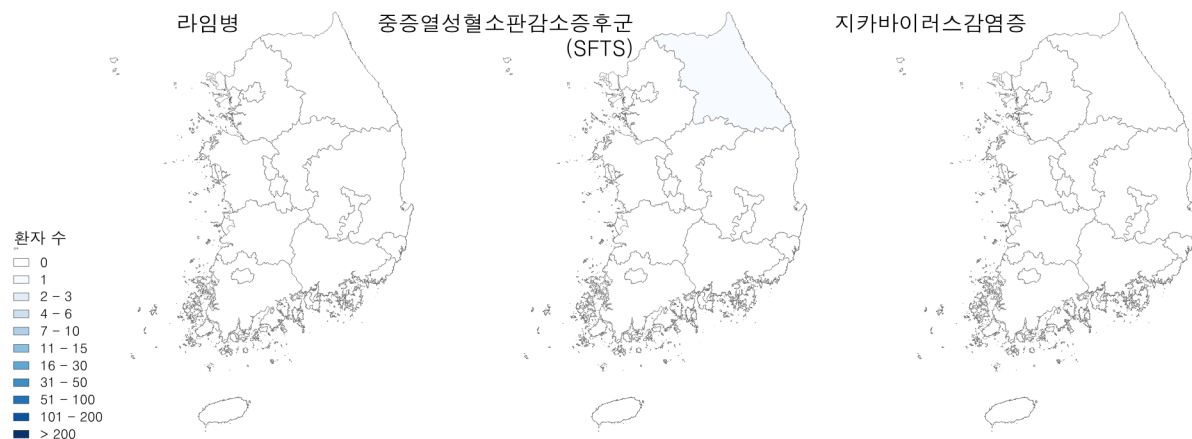 라임병
중증열성혈소판감소증후군
(SFTS)
지카바이러스감염증
환자 수
0
1
2 - 3
4 - 6
7 - 10
11 - 15
16 - 30
31 - 50
51 - 100
101 - 200
> 200